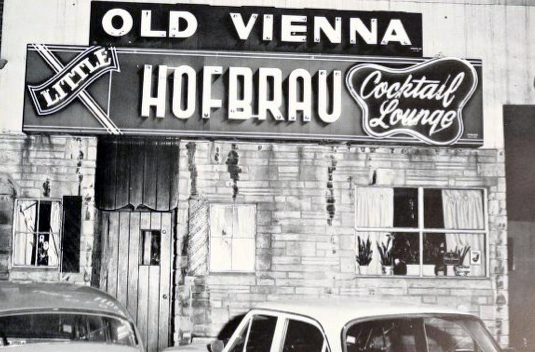 OLD VIENNA
LITTLE
HOFBRAU
Cocktail
Lounge